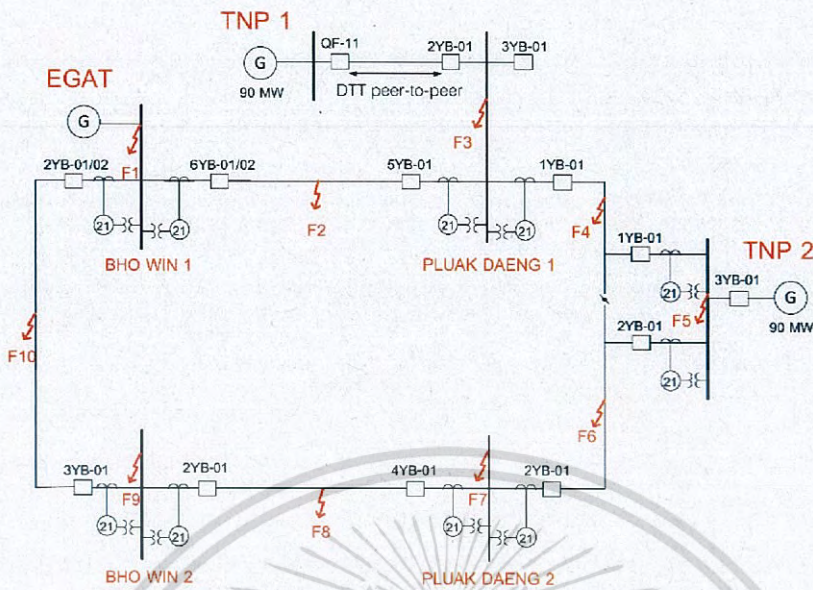 TNP 1
QF-11
2YB-01
3YB-01
G
90 MW
DTT peer-to-peer
EGAT
G
F3
2YB-01/02
F1
6YB-01/02
5YB-01
1YB-01
F2
F4
21
21
21
21
BHO WIN 1
PLUAK DAENG 1
1YB-01
TNP 2
21
3YB-01
G
F5
90 MW
2YB-01
21
F10
F6
3YB-01
F9
2YB-01
4YB-01
F7
2YB-01
F8
21
21
21
21
BHO WIN 2
PLUAK DAENG 2